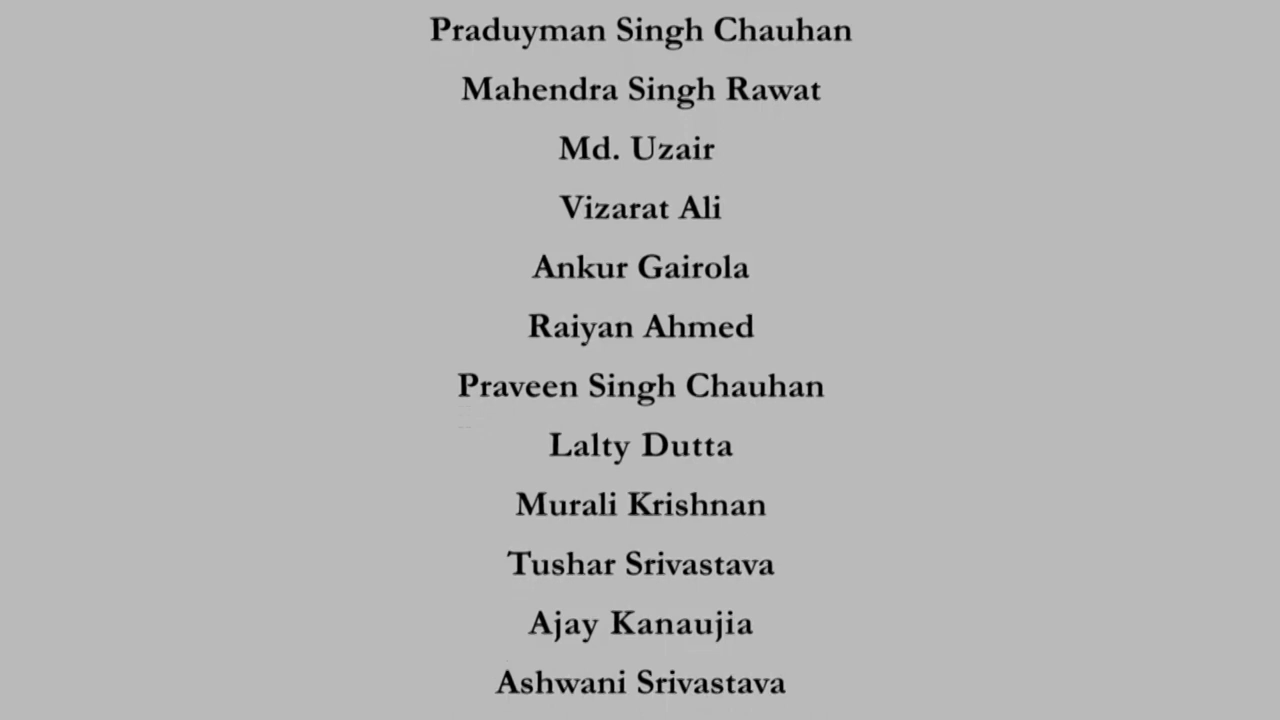 Praduyman Singh Chauhan
Mahendra Singh Rawat
Md. Uzair
Vizarat Ali
Ankur Gairola
Raiyan Ahmed
Praveen Singh Chauhan
Lalty Dutta
Murali Krishnan
Tushar Srivastava
Ajay Kanaujia
Ashwani Srivastava